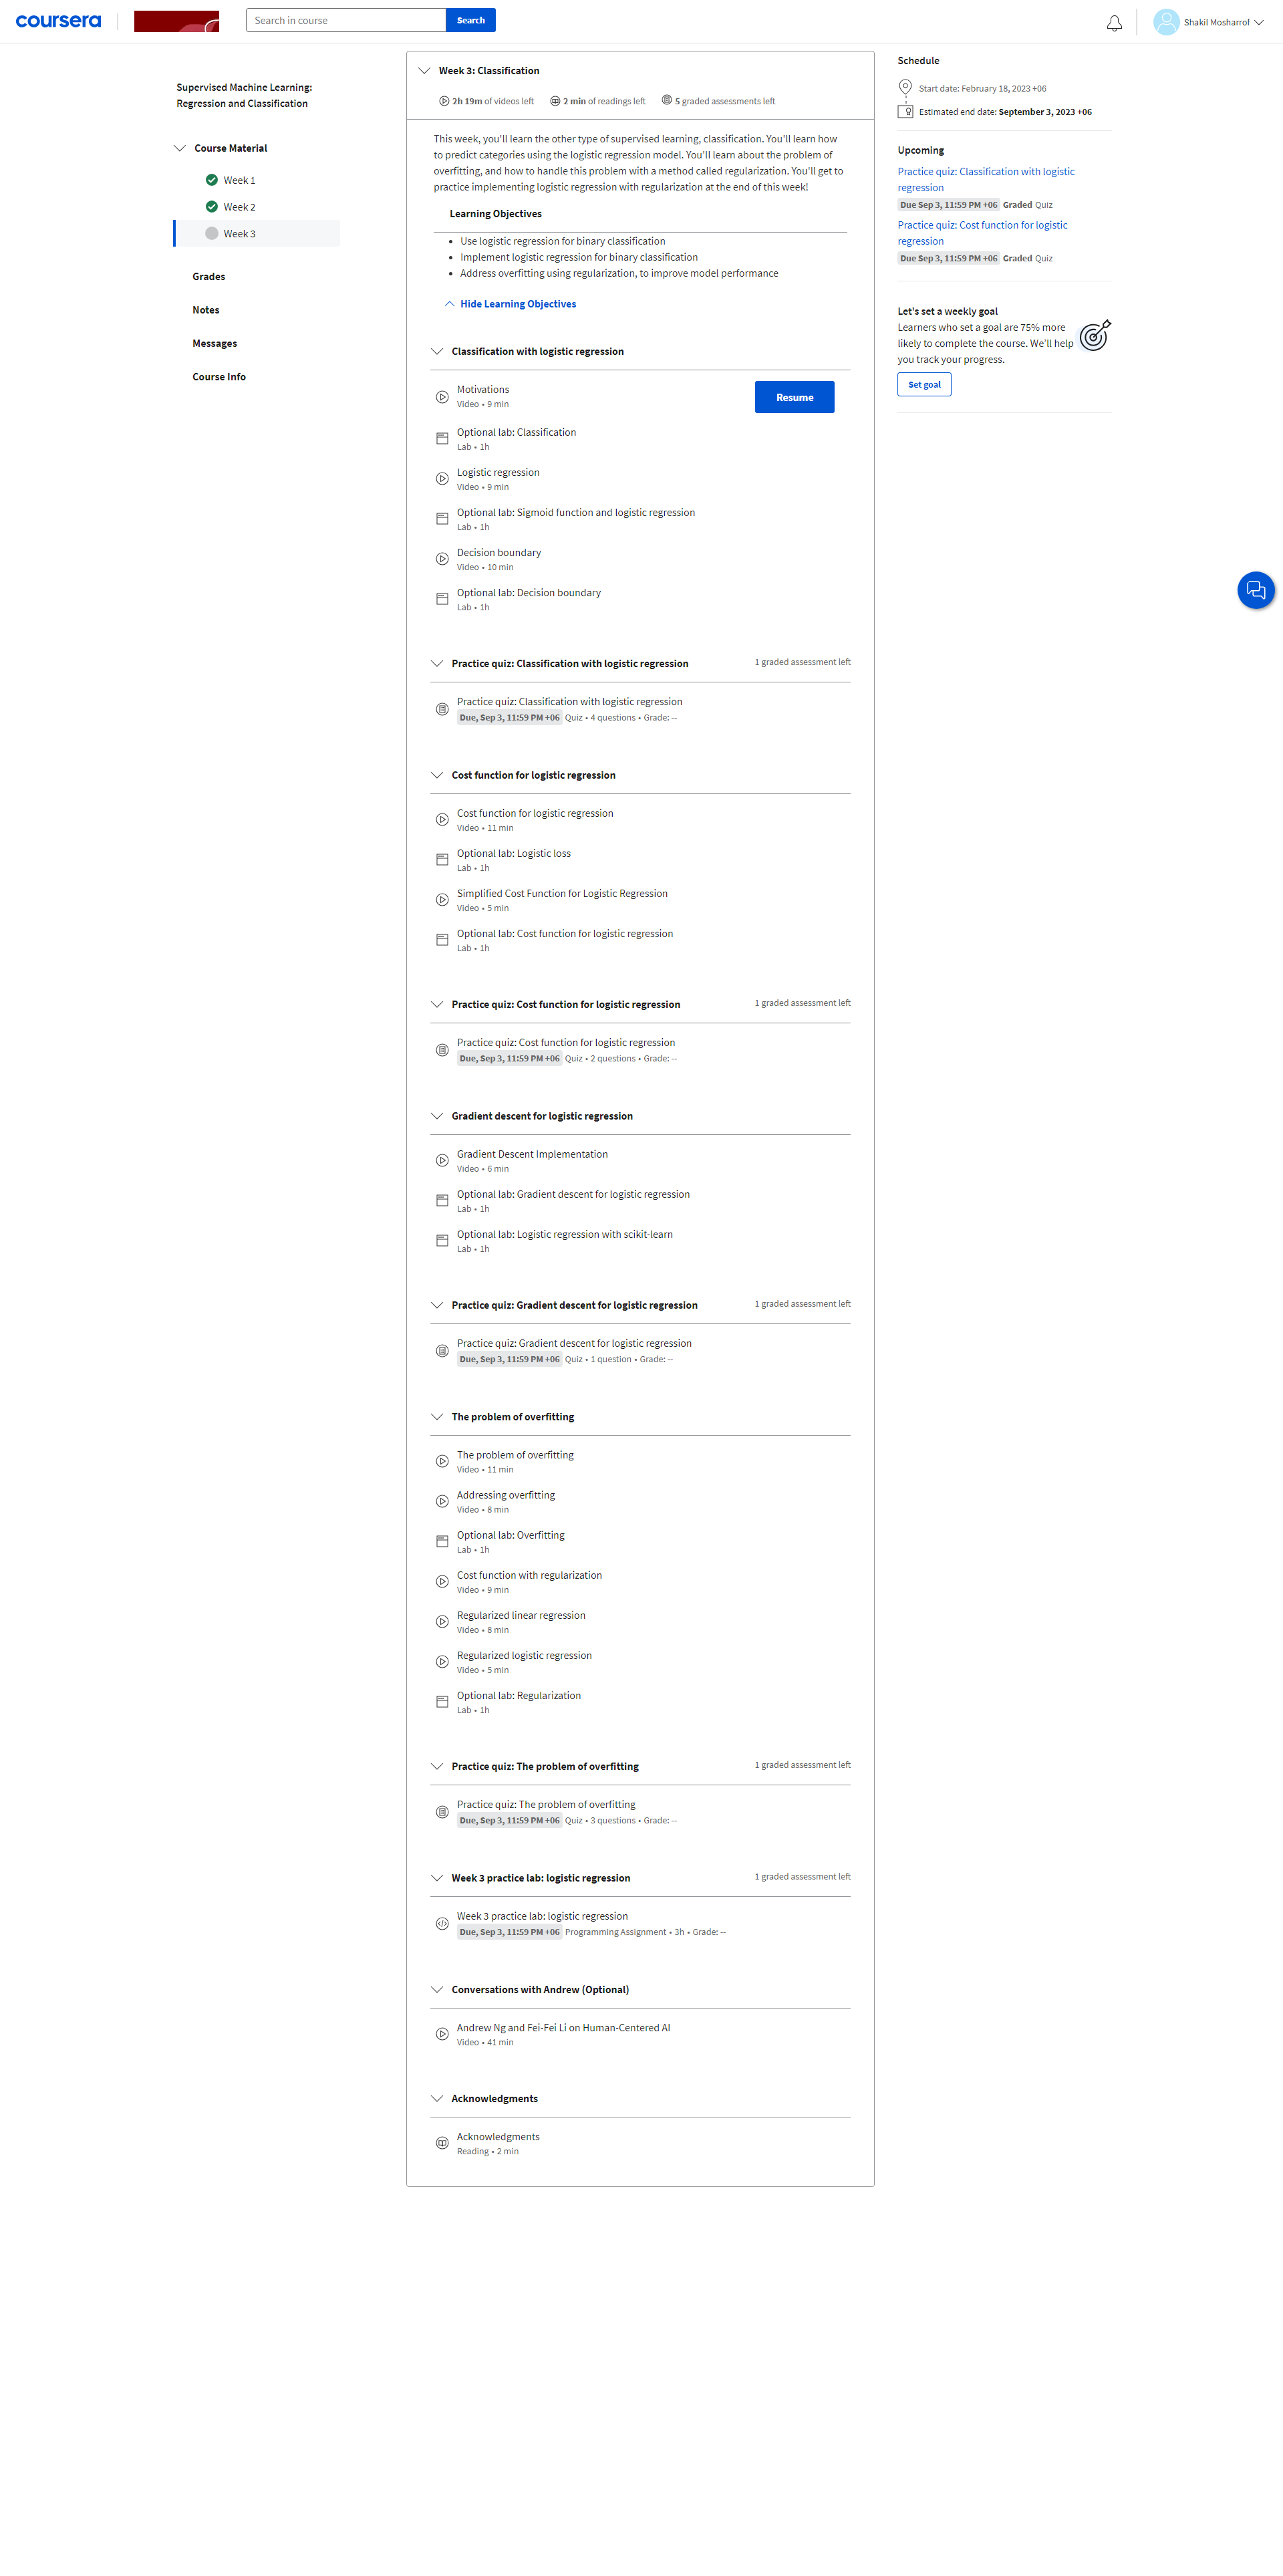 coursera
Search in course
Search
Shakil Mosharrof
Supervised Machine Learning:
Regression and Classification
Course Material
Week 1
Week 2
Week 3
Grades
Notes
Messages
Course Info
Week 3: Classification
2h 19m of videos left 2 min of readings left 5 graded assessments left
This week, you'll learn the other type of supervised learning, classification. You'll learn how
to predict categories using the logistic regression model. You'll learn about the problem of
overfitting, and how to handle this problem with a method called regularization. You'll get to
practice implementing logistic regression with regularization at the end of this week!
Learning Objectives
• Use logistic regression for binary classification
• Implement logistic regression for binary classification
• Address overfitting using regularization, to improve model performance
Hide Learning Objectives
Classification with logistic regression
Motivations
Video • 9 min
Resume
Optional lab: Classification
Lab • 1h
Logistic regression
Video • 9 min
Optional lab: Sigmoid function and logistic regression
Lab • 1h
Decision boundary
Video • 10 min
Optional lab: Decision boundary
Lab • 1h
Practice quiz: Classification with logistic regression 1 graded assessment left
Practice quiz: Classification with logistic regression
Due, Sep 3, 11:59 PM +06 Quiz • 4 questions • Grade: --
Cost function for logistic regression
Cost function for logistic regression
Video • 11 min
Optional lab: Logistic loss
Lab • 1h
Simplified Cost Function for Logistic Regression
Video • 5 min
Optional lab: Cost function for logistic regression
Lab • 1h
Practice quiz: Cost function for logistic regression 1 graded assessment left
Practice quiz: Cost function for logistic regression
Due, Sep 3, 11:59 PM +06 Quiz • 2 questions • Grade: --
Gradient descent for logistic regression
Gradient Descent Implementation
Video • 6 min
Optional lab: Gradient descent for logistic regression
Lab • 1h
Optional lab: Logistic regression with scikit-learn
Lab • 1h
Practice quiz: Gradient descent for logistic regression 1 graded assessment left
Practice quiz: Gradient descent for logistic regression
Due, Sep 3, 11:59 PM +06 Quiz • 1 question • Grade: --
The problem of overfitting
The problem of overfitting
Video • 11 min
Addressing overfitting
Video • 8 min
Optional lab: Overfitting
Lab • 1h
Cost function with regularization
Video • 9 min
Regularized linear regression
Video • 8 min
Regularized logistic regression
Video • 5 min
Optional lab: Regularization
Lab • 1h
Practice quiz: The problem of overfitting 1 graded assessment left
Practice quiz: The problem of overfitting
Due, Sep 3, 11:59 PM +06 Quiz • 3 questions • Grade: --
Week 3 practice lab: logistic regression 1 graded assessment left
Week 3 practice lab: logistic regression
Due, Sep 3, 11:59 PM +06 Programming Assignment • 3h • Grade: --
Conversations with Andrew (Optional)
Andrew Ng and Fei-Fei Li on Human-Centered AI
Video • 41 min
Acknowledgments
Acknowledgments
Reading • 2 min
Schedule
Start date: February 18, 2023 +06
Estimated end date: September 3, 2023 +06
Upcoming
Practice quiz: Classification with logistic
regression
Due Sep 3, 11:59 PM +06 Graded Quiz
Practice quiz: Cost function for logistic
regression
Due Sep 3, 11:59 PM +06 Graded Quiz
Let's set a weekly goal
Learners who set a goal are 75% more
likely to complete the course. We'll help
you track your progress.
Set goal